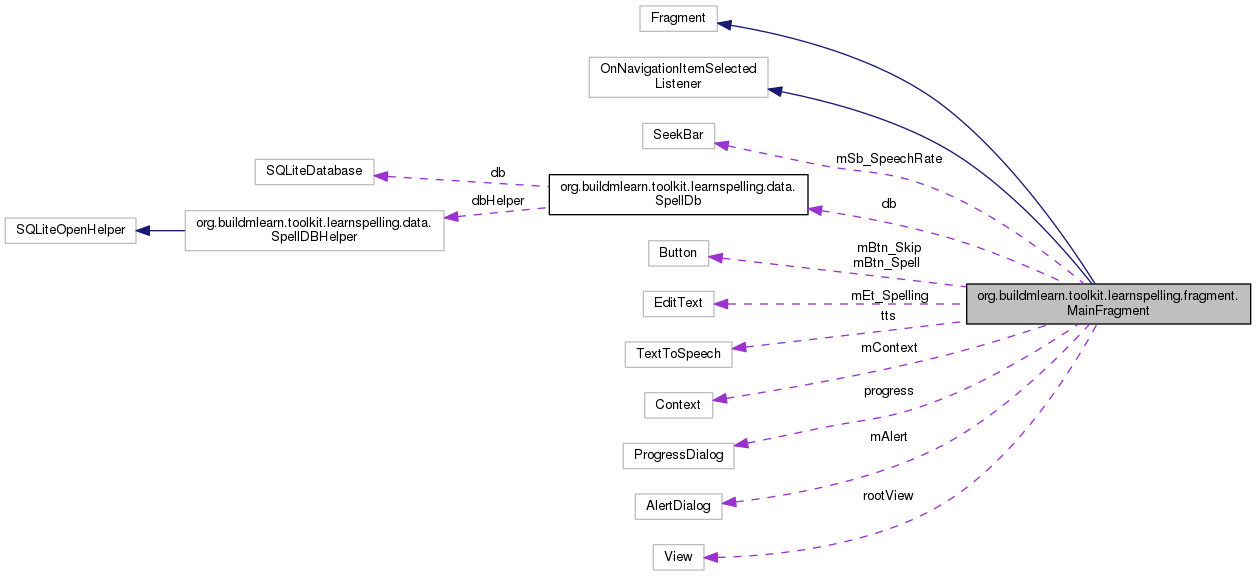 Fragment
OnNavigationItemSelected
Listener
SeekBar
mSb_SpeechRate
SQLiteDatabase
db
org.buildmlearn.toolkit.learnspelling.data.
SpellDb
dbHelper
db
SQLiteOpenHelper
org.buildmlearn.toolkit.learnspelling.data.
SpellDBHelper
Button
mBtn_Skip
mBtn_Spell
EditText
mEt_Spelling
org.buildmlearn.toolkit.learnspelling.fragment.
MainFragment
tts
TextToSpeech
mContext
Context
progress
ProgressDialog
mAlert
AlertDialog
rootView
View